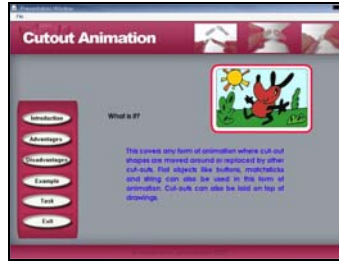 Cutout Animation
Introduction
Advantages
Disadvantages
Example
Task
Exit
What is it?
This covers any form of animation where cut-out
shapes are moved around or replaced by other
cut-outs. Flat objects like buttons, matchsticks
and string can also be used in this form of
animation. Cut-outs can also be laid on top of
drawings.